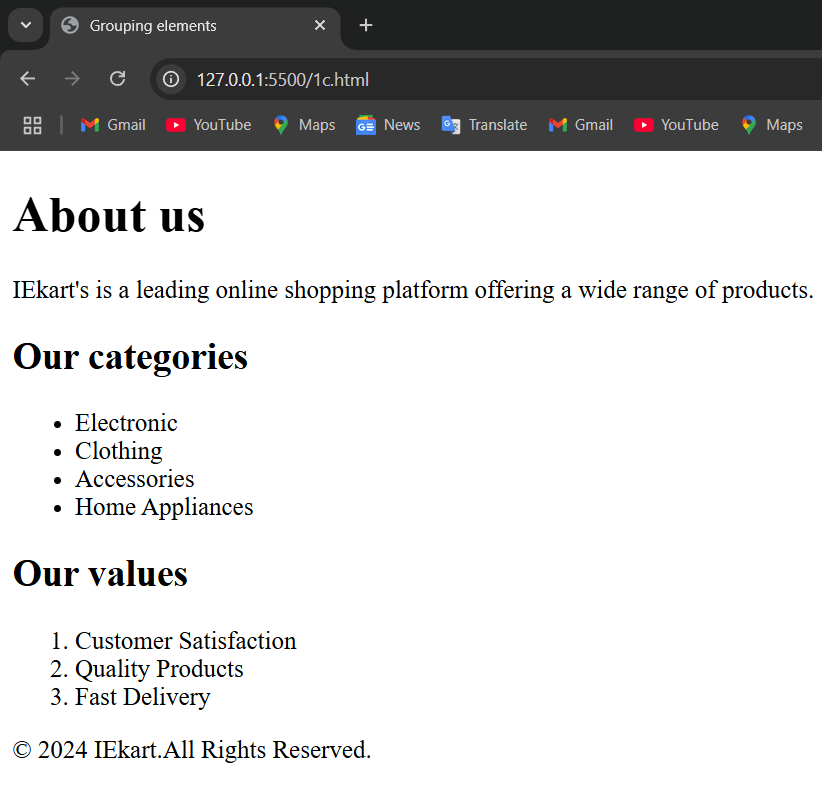 Grouping elements
127.0.0.1:5500/1c.html
Gmail YouTube Maps News Translate Gmail YouTube Maps
About us
IEkart's is a leading online shopping platform offering a wide range of products.
Our categories
• Electronic
• Clothing
• Accessories
• Home Appliances
Our values
1. Customer Satisfaction
2. Quality Products
3. Fast Delivery
© 2024 IEkart.All Rights Reserved.